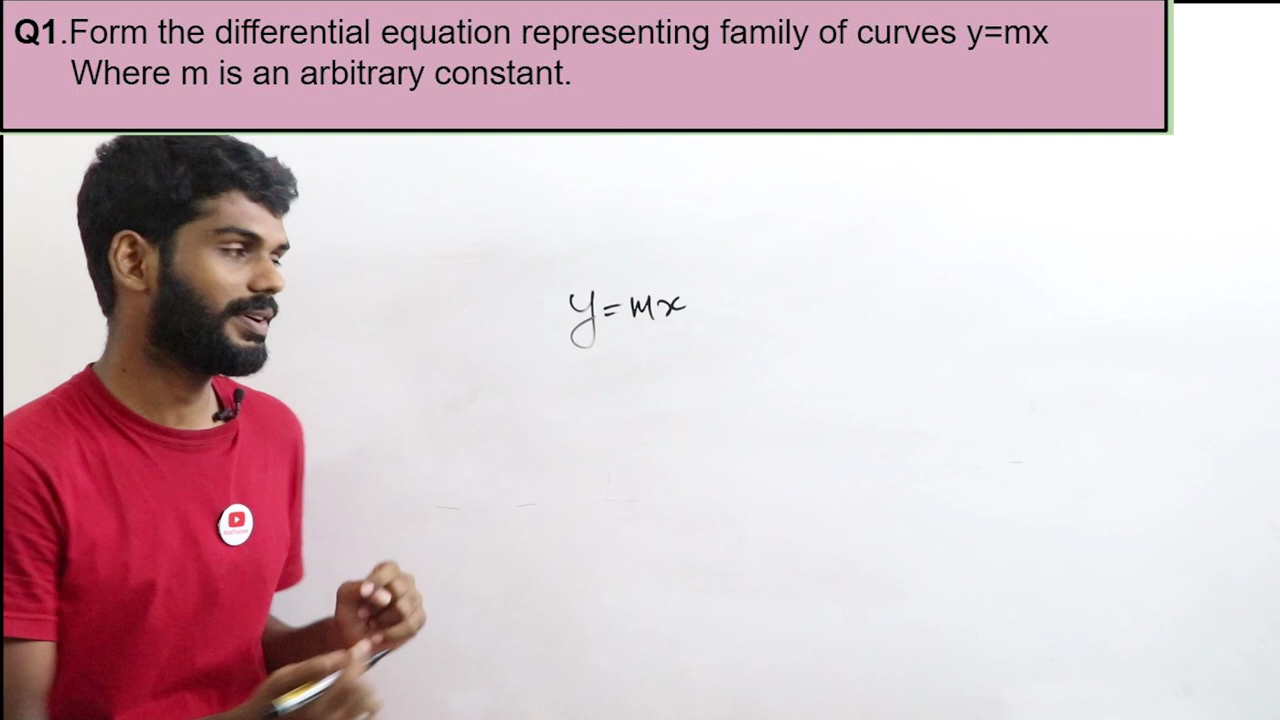 Q1.Form the differential equation representing family of curves y=mx
Where m is an arbitrary constant.
y=mx